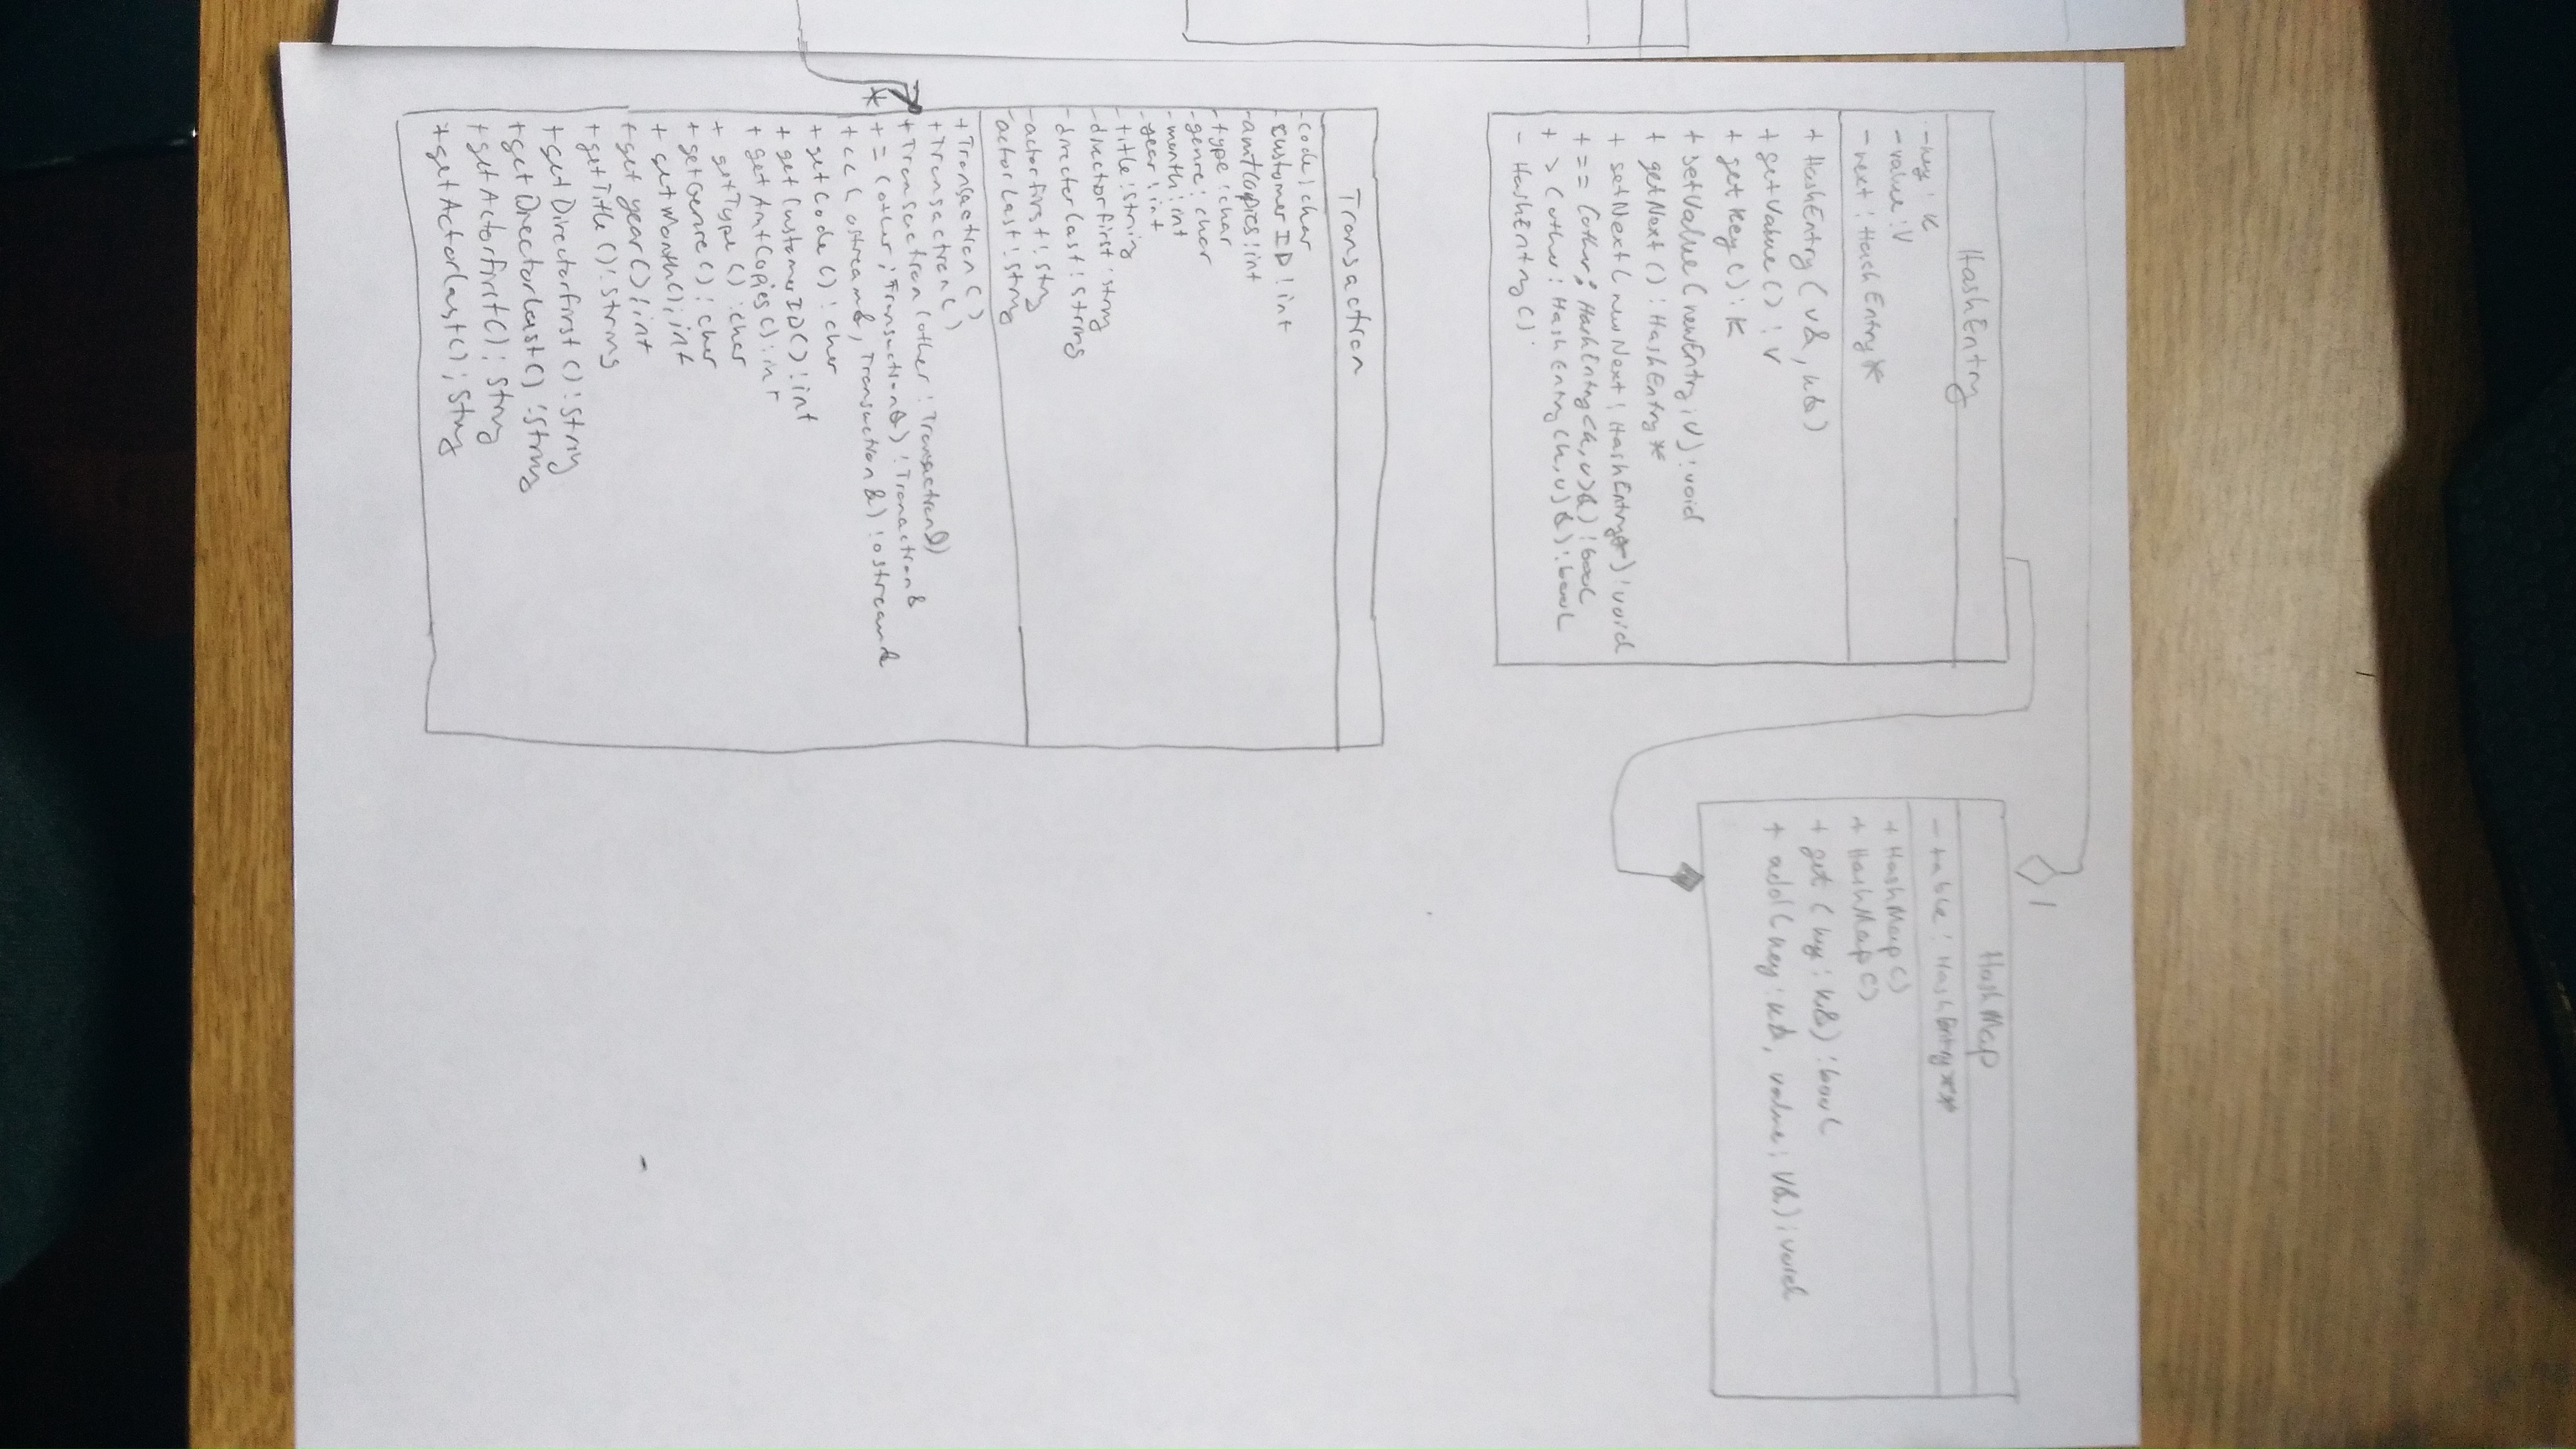 HashEntry
- key : K
- value : V
- next : HashEntry*
+ HashEntry ( v&, k&)
+ getValue () : V
+ getKey () : K
+ setValue ( newEntry : V) : void
+ getNext () : HashEntry*
+ setNext ( newNext : HashEntry*) : void
+ == (other : HashEntry<k,v>&) : bool
+ > (other : HashEntry<k,v>&) : bool
- HashEntry ()
1
HashMap
- table : HashEntry**
+ HashMap ()
+ HashMap ()
+ get ( key : k&) : bool
+ add ( key : k&, value : V&) : void
Transaction
-code : char
-customerID : int
-amtCopies : int
-type : char
-genre : char
-month : int
-year : int
-title : string
-directorfirst : string
-directorlast : string
-actorfirst : string
-actorlast : string
+Transaction ()
+Transaction ()
+Transaction (other : Transaction&)
+ = (other : Transaction&) : Transaction&
+ << (ostream&, Transaction&) : ostream&
+ getCode () : char
+ getCustomerID () : int
+ getAmtCopies () : int
+ getType () : char
+ getGenre () : char
+ getMonth () : int
+ getyear () : int
+ getTitle () : string
+ getDirectorfirst () : string
+ getDirectorlast () : string
+ getActorfirst () : string
+ getActorlast () : string
*